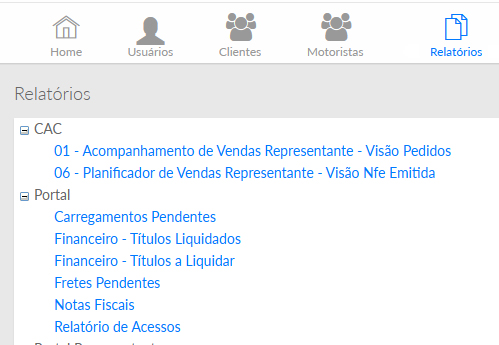 Home Usuários Clientes Motoristas Relatórios
Relatórios
CAC
01 - Acompanhamento de Vendas Representante - Visão Pedidos
06 - Planificador de Vendas Representante - Visão Nfe Emitida
Portal
Carregamentos Pendentes
Financeiro - Títulos Liquidados
Financeiro - Títulos a Liquidar
Fretes Pendentes
Notas Fiscais
Relatório de Acessos